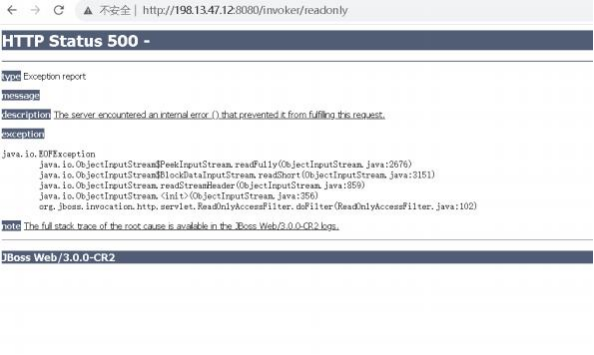 不安全 | http://198.13.47.12:8080/invoker/readonly
HTTP Status 500 -
type Exception report
message
description The server encountered an internal error () that prevented it from fulfilling this request.
exception
java.io.EOFException
java.io.ObjectInputStream$PeekInputStream.readFully(ObjectInputStream.java:2676)
java.io.ObjectInputStream$BlockDataInputStream.readShort(ObjectInputStream.java:3151)
java.io.ObjectInputStream.readStreamHeader(ObjectInputStream.java:859)
java.io.ObjectInputStream.<init>(ObjectInputStream.java:356)
org.jboss.invocation.http.servlet.ReadOnlyAccessFilter.doFilter(ReadOnlyAccessFilter.java:102)
note The full stack trace of the root cause is available in the JBoss Web/3.0.0-CR2 logs.
JBoss Web/3.0.0-CR2